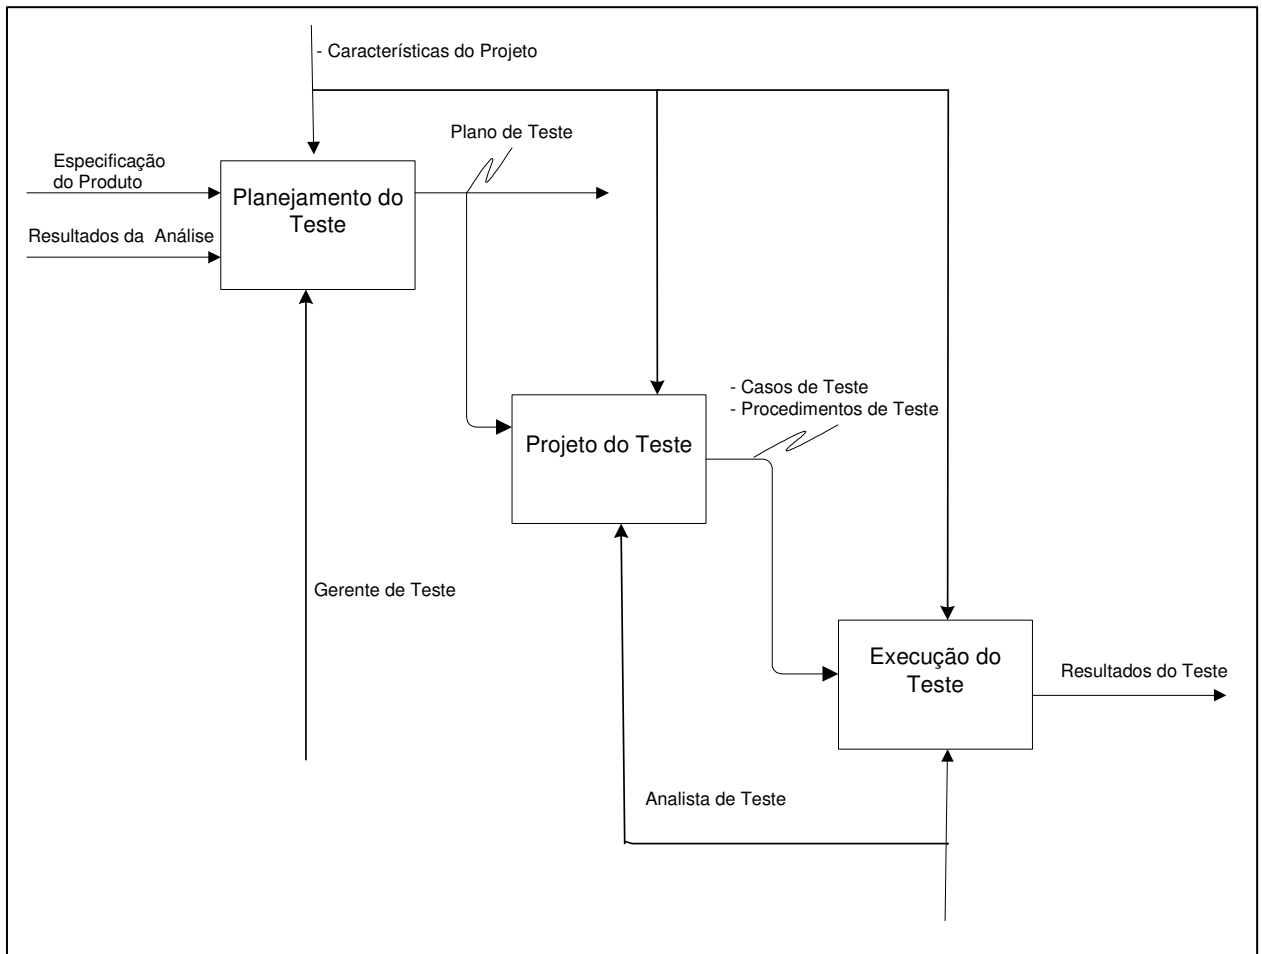 - Características do Projeto
Plano de Teste
Especificação
do Produto
Planejamento do
Teste
Resultados da Análise
- Casos de Teste
- Procedimentos de Teste
Projeto do Teste
Gerente de Teste
Execução do
Teste
Resultados do Teste
Analista de Teste